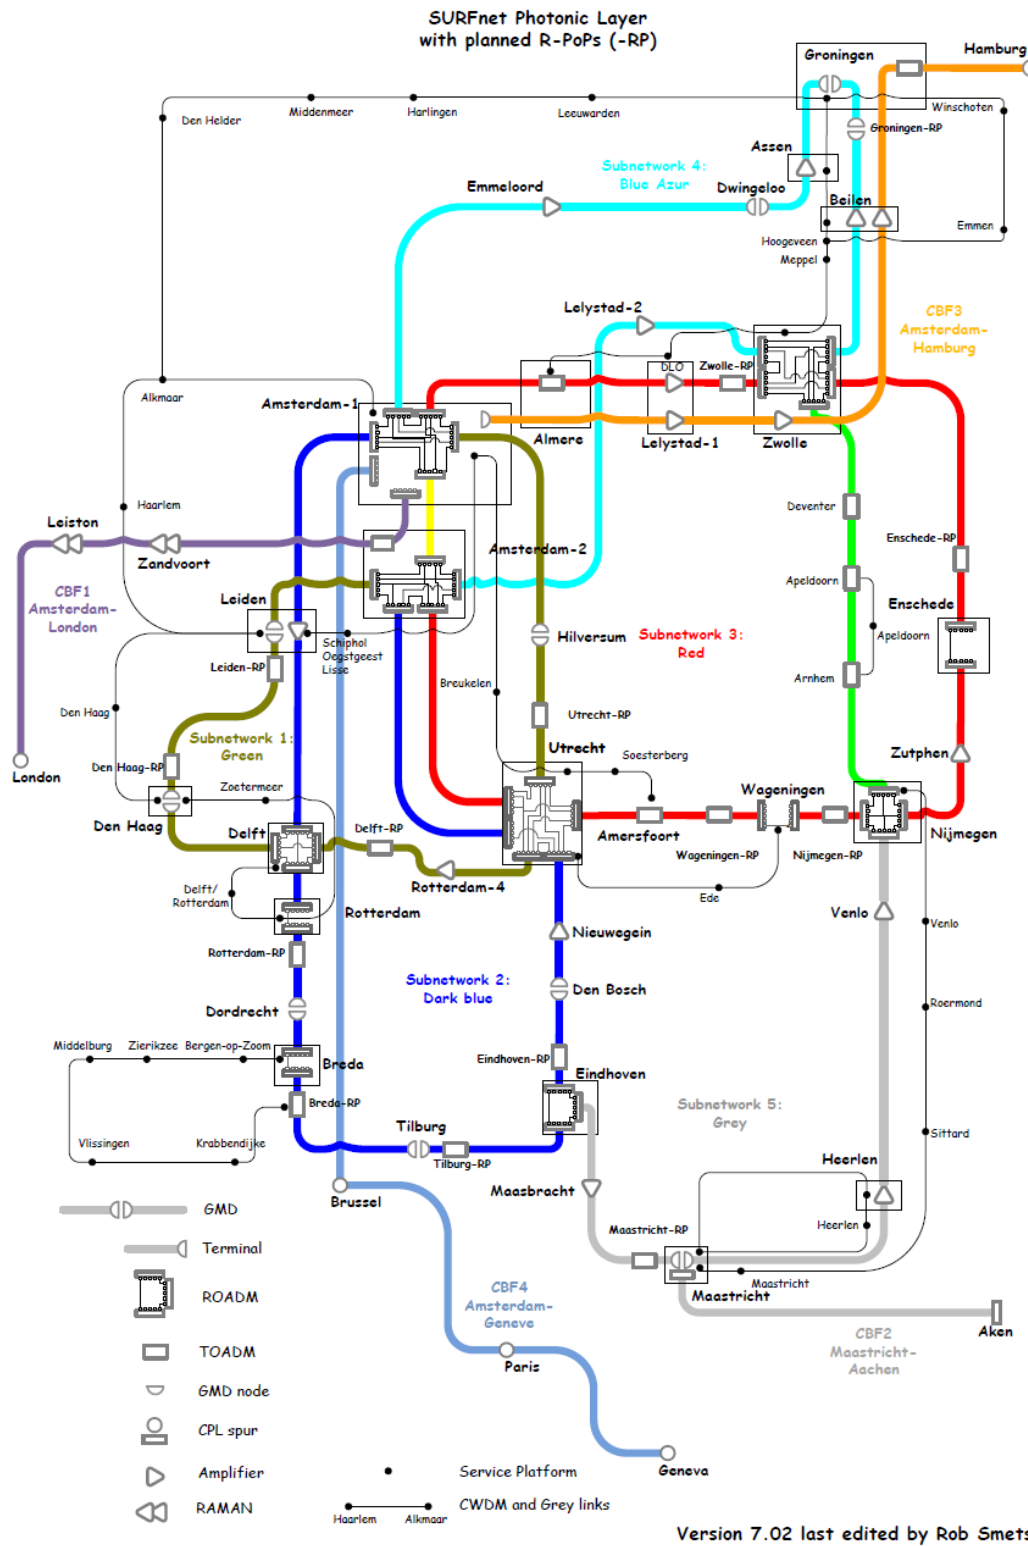 SURFnet Photonic Layer
with planned R-PoPs (-RP)
Groningen
Hamburg
Den Helder
Middenmeer
Harlingen
Leeuwarden
Winschoten
Groningen-RP
Assen
Subnetwork 4:
Blue Azur
Emmeloord
Dwingeloo
Beilen
Emmen
Hoogeveen
Meppel
Lelystad-2
CBF3
Amsterdam-
Hamburg
DLO
Zwolle-RP
Alkmaar
Amsterdam-1
Almere
Lelystad-1
Zwolle
Haarlem
Deventer
Leiston
Zandvoort
Amsterdam-2
Enschede-RP
CBF1
Amsterdam-
London
Apeldoorn
Leiden
Enschede
Schiphol
Oegstgeest
Lisse
Hilversum
Subnetwork 3:
Red
Apeldoorn
Leiden-RP
Breukelen
Arnhem
Den Haag
Utrecht-RP
Subnetwork 1:
Green
Utrecht
Soesterberg
Zutphen
London
Den Haag-RP
Zoetermeer
Wageningen
Den Haag
Delft
Delft-RP
Amersfoort
Nijmegen
Wageningen-RP
Nijmegen-RP
Rotterdam-4
Delft/
Rotterdam
Ede
Rotterdam
Venlo
Venlo
Nieuwegein
Rotterdam-RP
Subnetwork 2:
Dark blue
Den Bosch
Dordrecht
Roermond
Middelburg
Zierikzee
Bergen-op-Zoom
Breda
Eindhoven-RP
Eindhoven
Breda-RP
Subnetwork 5:
Grey
Vlissingen
Krabbendijke
Tilburg
Tilburg-RP
Sittard
Heerlen
Maasbracht
Brussel
Heerlen
Maastricht-RP
GMD
Terminal
Maastricht
Maastricht
ROADM
CBF4
Amsterdam-
Geneve
Aken
CBF2
Maastricht-
Aachen
TOADM
Paris
GMD node
CPL spur
Amplifier
Service Platform
Geneva
RAMAN
CWDM and Grey links
Haarlem
Alkmaar
Version 7.02 last edited by Rob Smets